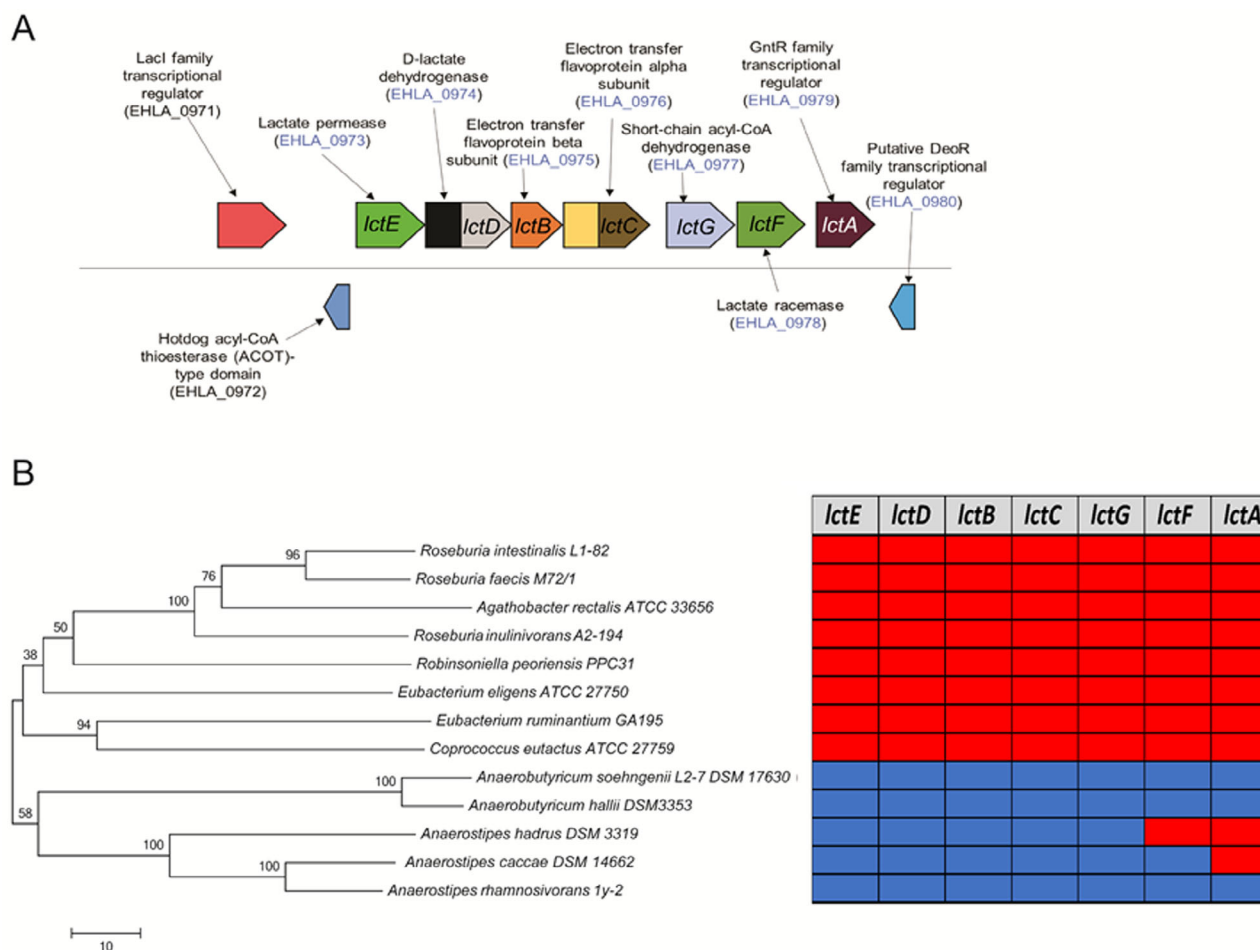 A
LacI family
transcriptional
regulator
(EHLA_0971)
Lactate permease
(EHLA_0973)
D-lactate
dehydrogenase
(EHLA_0974)
Electron transfer
flavoprotein beta
subunit (EHLA_0975)
Electron transfer
flavoprotein alpha
subunit
(EHLA_0976)
Short-chain acyl-CoA
dehydrogenase
(EHLA_0977)
GntR family
transcriptional
regulator
(EHLA_0979)
Putative DeoR
family transcriptional
regulator
(EHLA_0980)
lctE
lctD
lctB
lctC
lctG
lctF
lctA
Hotdog acyl-CoA
thioesterase (ACOT)-
type domain
(EHLA_0972)
Lactate racemase
(EHLA_0978)
B
lctE lctD lctB lctC lctG lctF lctA
96 Roseburia intestinalis L1-82
76 Roseburia faecis M72/1
100 Agathobacter rectalis ATCC 33656
50 Roseburia inulinivorans A2-194
38 Robinsoniella peoriensis PPC31
Eubacterium eligens ATCC 27750
94 Eubacterium ruminantium GA195
Coprococcus eutactus ATCC 27759
100 Anaerobutyricum soehngenii L2-7 DSM 17630
Anaerobutyricum hallii DSM3353
58 Anaerostipes hadrus DSM 3319
100 Anaerostipes caccae DSM 14662
100 Anaerostipes rhamnosivorans 1y-2
10